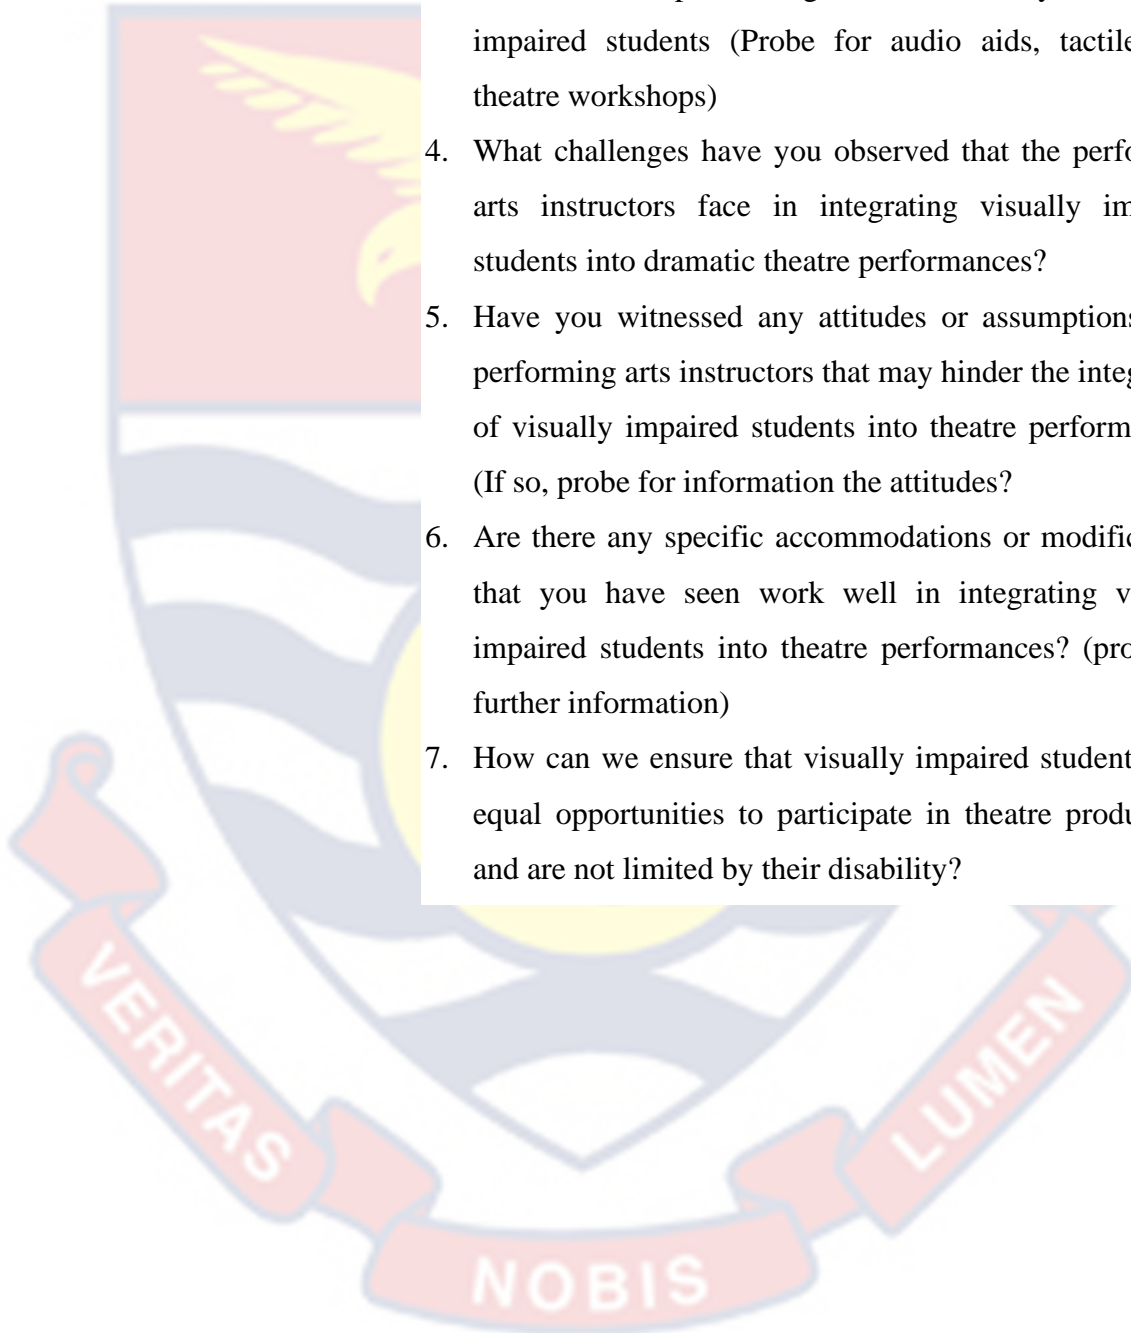 impaired students (Probe for audio aids, tactile
theatre workshops)
4. What challenges have you observed that the perfo
arts instructors face in integrating visually im
students into dramatic theatre performances?
5. Have you witnessed any attitudes or assumptions
performing arts instructors that may hinder the integ
of visually impaired students into theatre perform
(If so, probe for information the attitudes?
6. Are there any specific accommodations or modific
that you have seen work well in integrating v
impaired students into theatre performances? (pro
further information)
7. How can we ensure that visually impaired student
equal opportunities to participate in theatre produ
and are not limited by their disability?
VERITAS
NOBIS
LUMEN